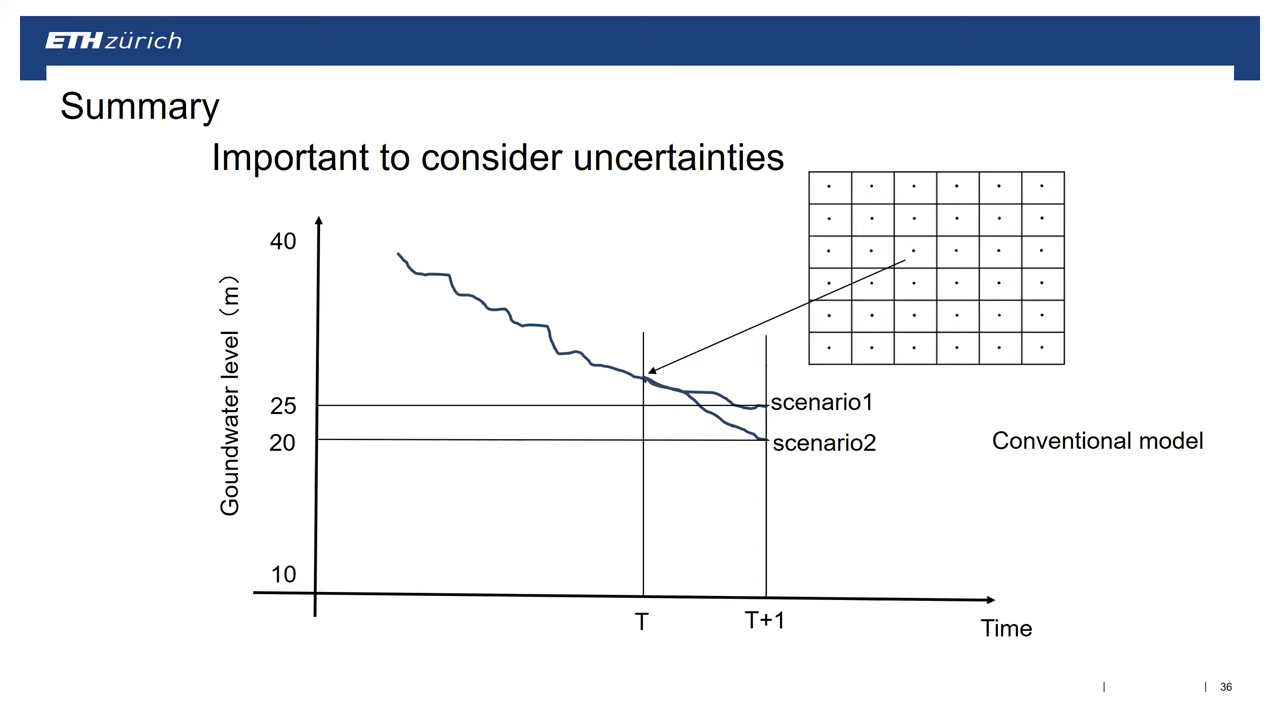 ETH zürich
Summary
Important to consider uncertainties
40
25
20
10
Goundwater level（m）
scenario1
scenario2
Conventional model
T
T+1
Time
36